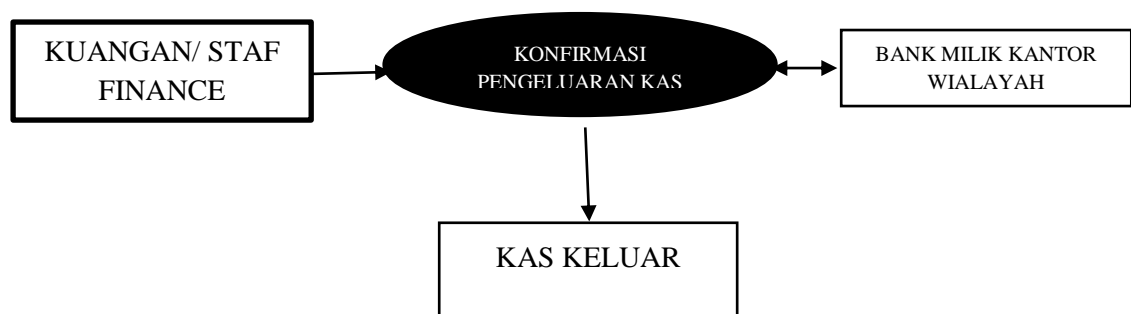 KUANGAN/ STAF
FINANCE
KONFIRMASI
PENGELUARAN KAS
BANK MILIK KANTOR
WIALAYAH
KAS KELUAR